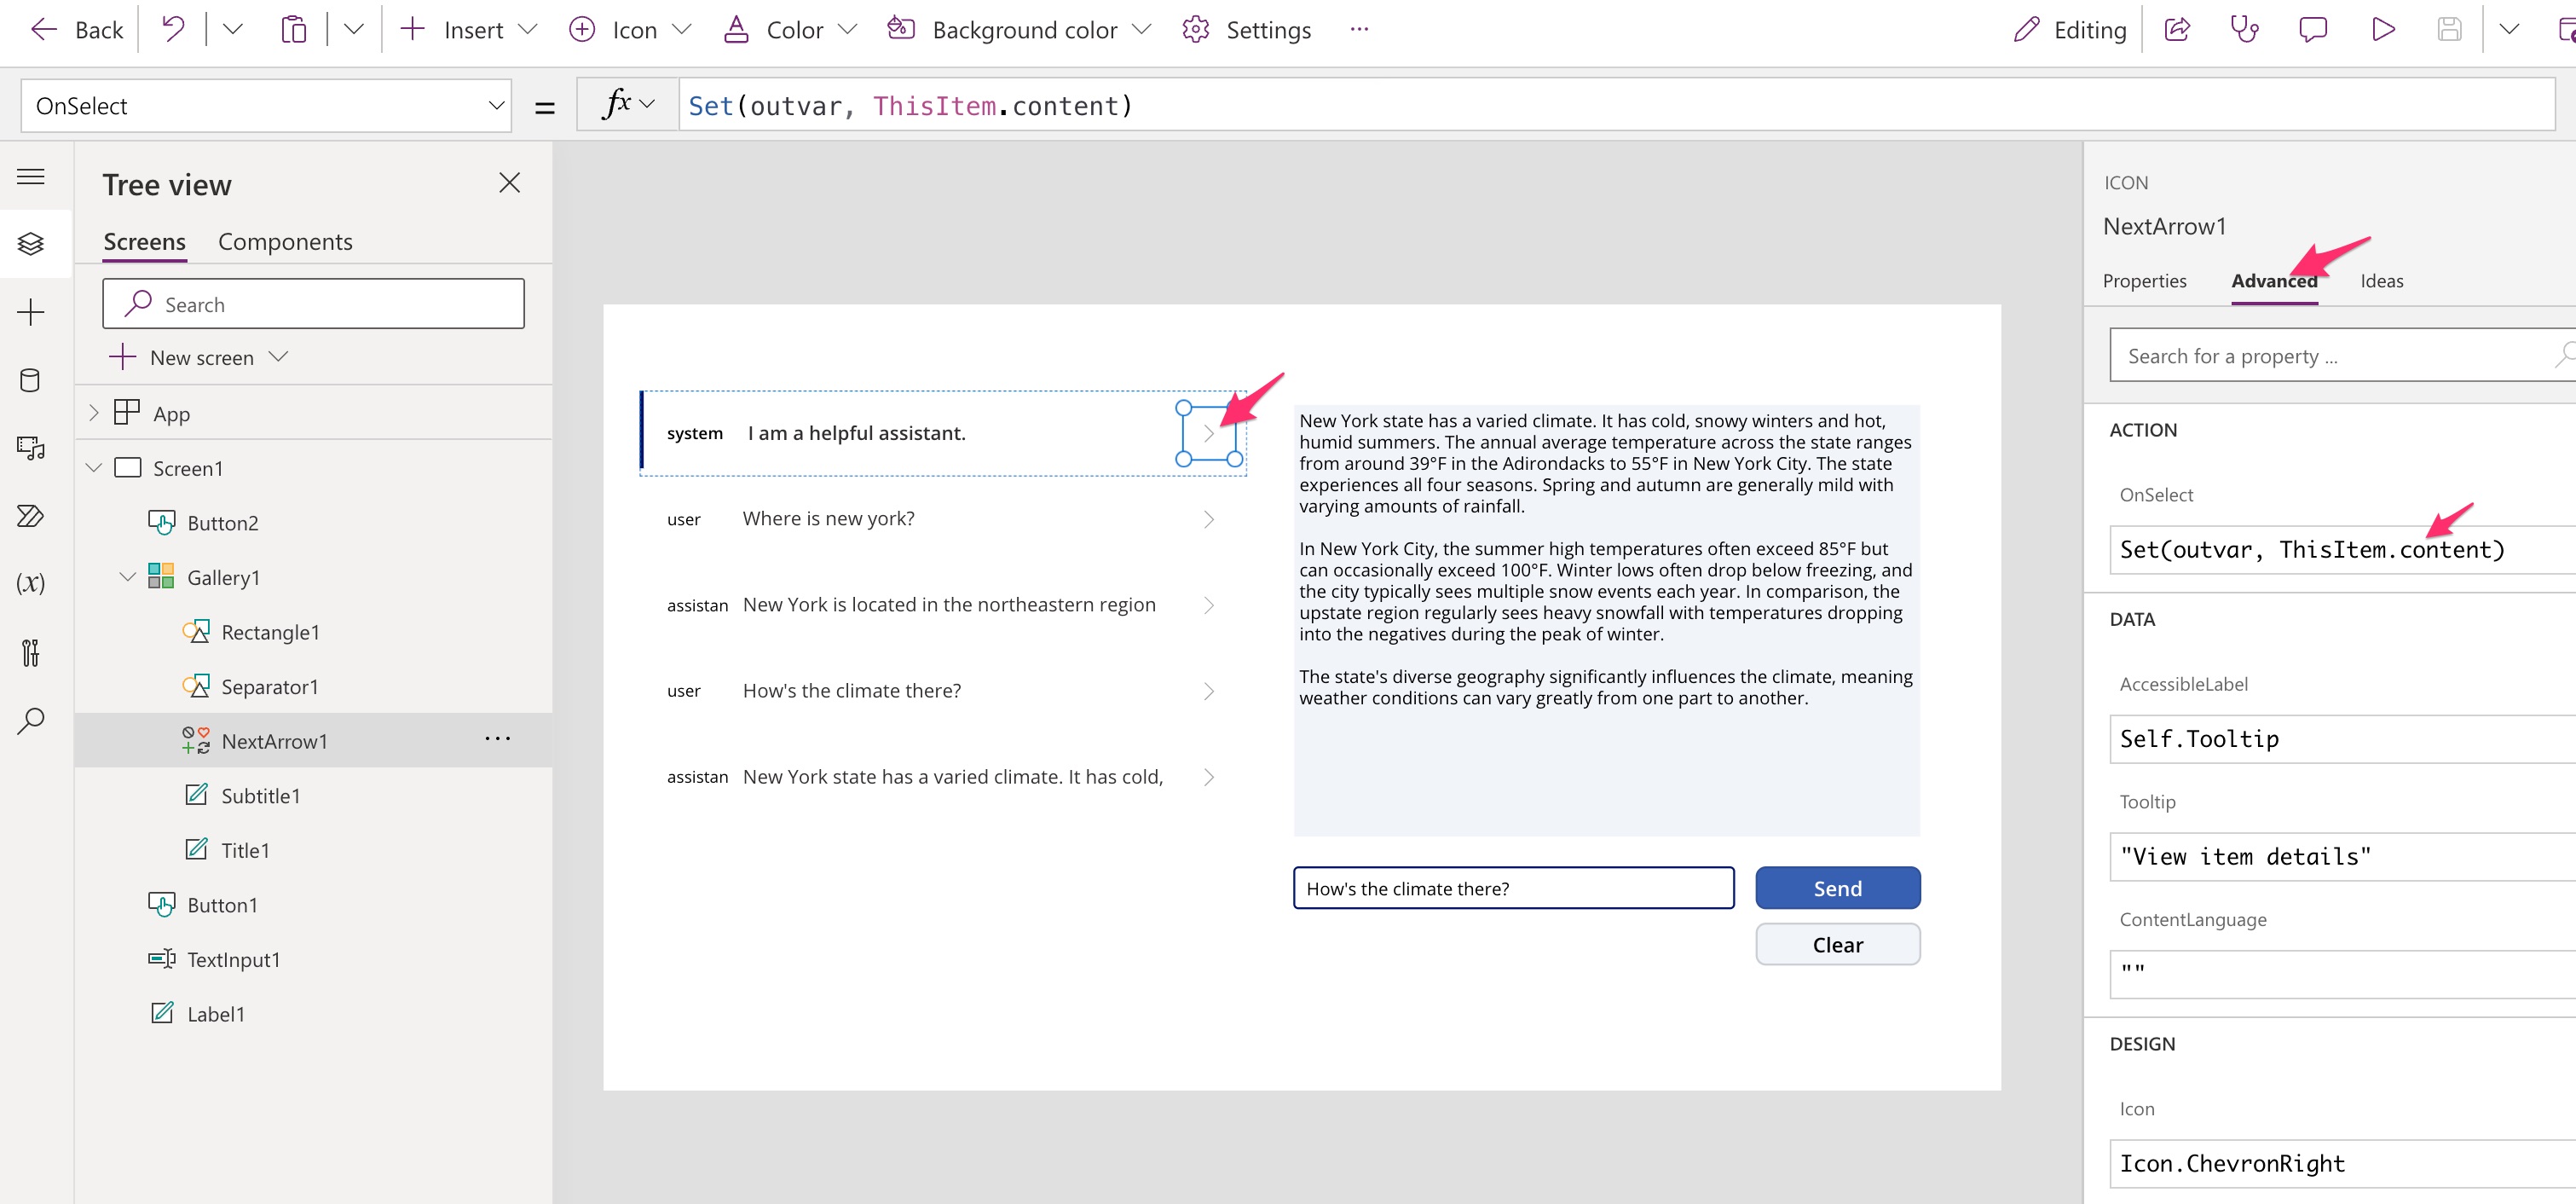 Back
Insert
Icon
Color
Background color
Settings
...
Editing
OnSelect
=
fx
Set(outvar, ThisItem.content)
Tree view
Screens
Components
Search
New screen
App
Screen1
Button2
Gallery1
Rectangle1
Separator1
NextArrow1
...
Subtitle1
Title1
Button1
TextInput1
Label1
(x)
system I am a helpful assistant.
user Where is new york?
assistan New York is located in the northeastern region
user How's the climate there?
assistan New York state has a varied climate. It has cold,
New York state has a varied climate. It has cold, snowy winters and hot,
humid summers. The annual average temperature across the state ranges
from around 39°F in the Adirondacks to 55°F in New York City. The state
experiences all four seasons. Spring and autumn are generally mild with
varying amounts of rainfall.
In New York City, the summer high temperatures often exceed 85°F but
can occasionally exceed 100°F. Winter lows often drop below freezing, and
the city typically sees multiple snow events each year. In comparison, the
upstate region regularly sees heavy snowfall with temperatures dropping
into the negatives during the peak of winter.
The state's diverse geography significantly influences the climate, meaning
weather conditions can vary greatly from one part to another.
How's the climate there?
Send
Clear
ICON
NextArrow1
Properties
Advanced
Ideas
Search for a property ...
ACTION
OnSelect
Set(outvar, ThisItem.content)
DATA
AccessibleLabel
Self.Tooltip
Tooltip
"View item details"
ContentLanguage
""
DESIGN
Icon
Icon.ChevronRight